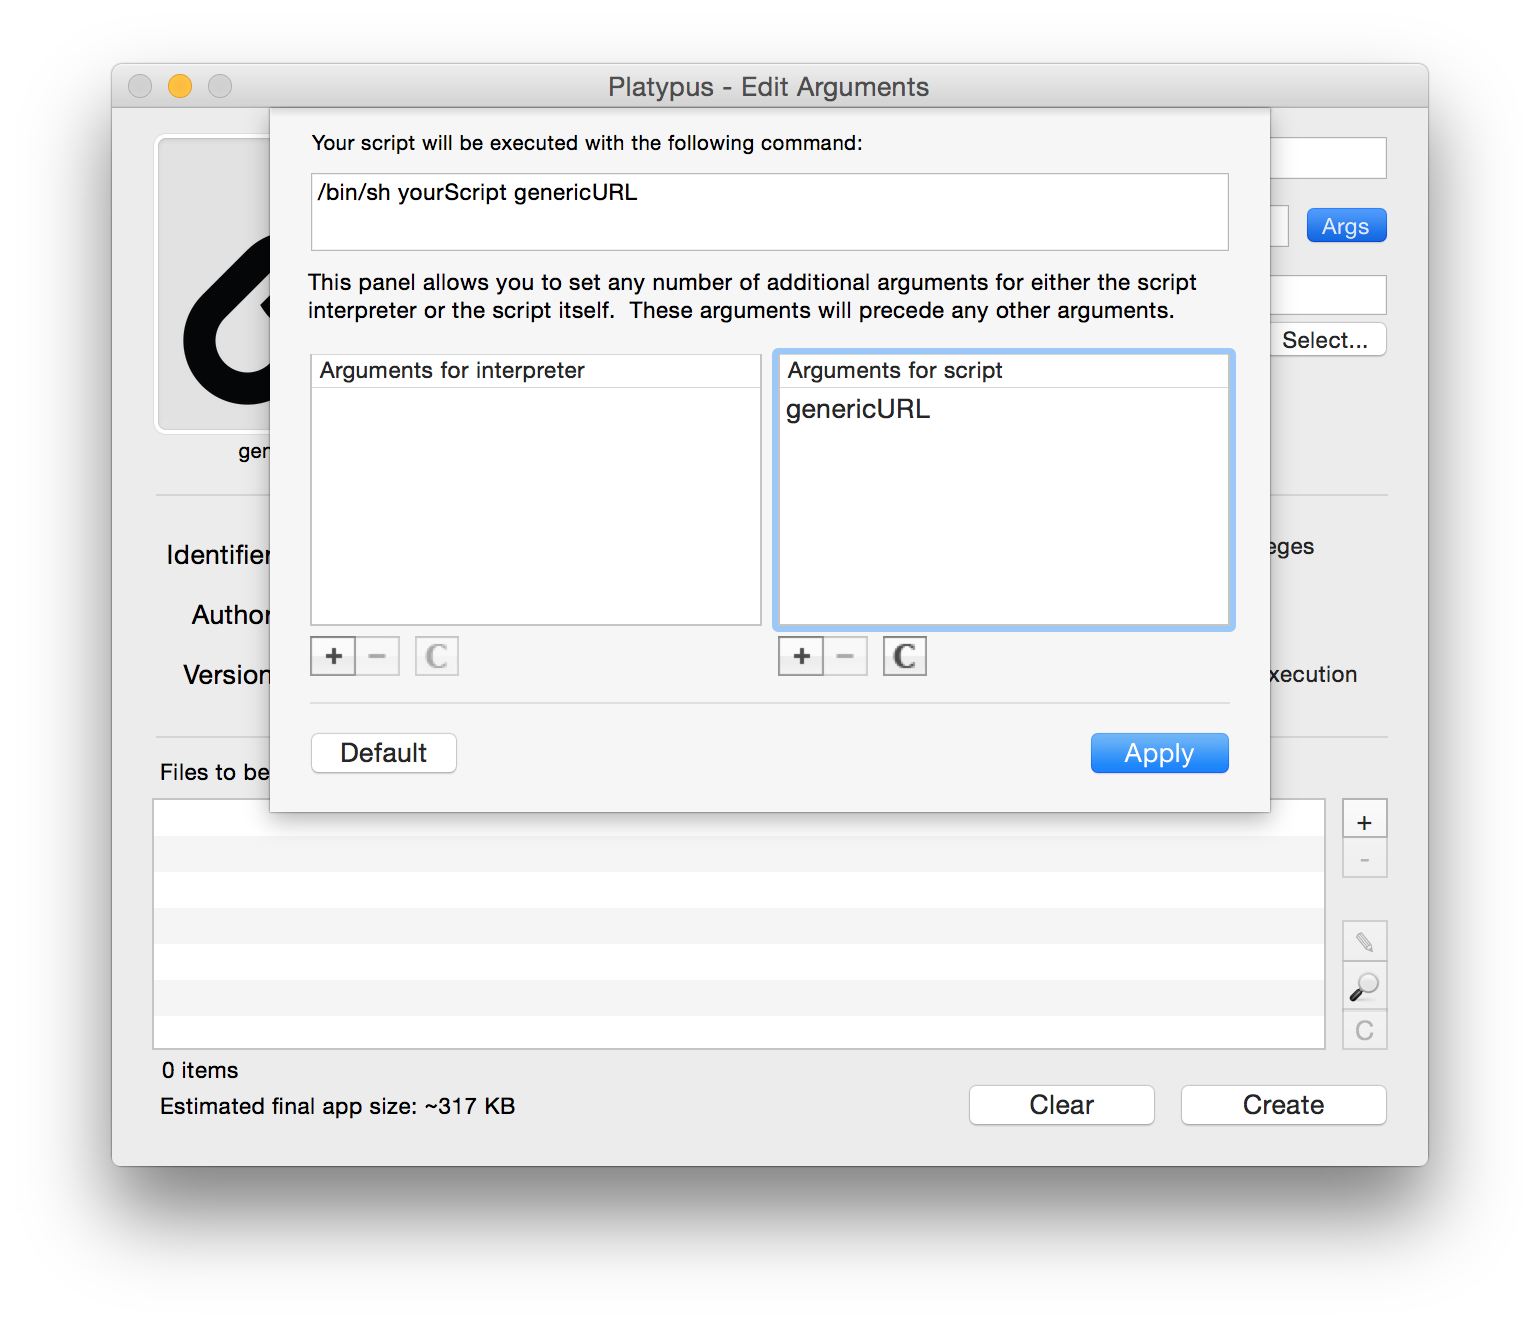 Platypus - Edit Arguments
Your script will be executed with the following command:
/bin/sh yourScript genericURL
Args
This panel allows you to set any number of additional arguments for either the script
interpreter or the script itself.  These arguments will precede any other arguments.
Select...
Arguments for interpreter
Arguments for script
genericURL
gen
Identifier
eges
Author
Version
xecution
+ −
C
+ −
C
Default
Apply
Files to be
+
-
C
0 items
Estimated final app size: ~317 KB
Clear
Create